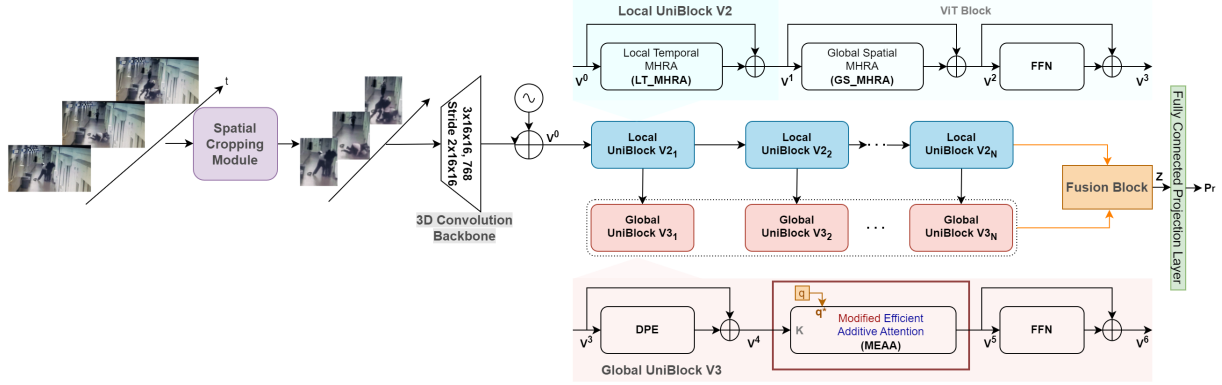 Local UniBlock V2
ViT Block
Local Temporal
MHRA
(LT_MHRA)
Global Spatial
MHRA
(GS_MHRA)
FFN
V⁰
V¹
V²
V³
t
Spatial
Cropping
Module
3x16x16, 768
Stride 2x16x16
3D Convolution
Backbone
V⁰
Local
UniBlock V2₁
Local
UniBlock V2₂
...
Local
UniBlock V2_N
Global
UniBlock V3₁
Global
UniBlock V3₂
...
Global
UniBlock V3_N
Fusion Block
Z
Fully Connected Projection Layer
Pr
DPE
q
q*
K
Modified Efficient
Additive Attention
(MEAA)
FFN
V³
V⁴
V⁵
V⁶
Global UniBlock V3